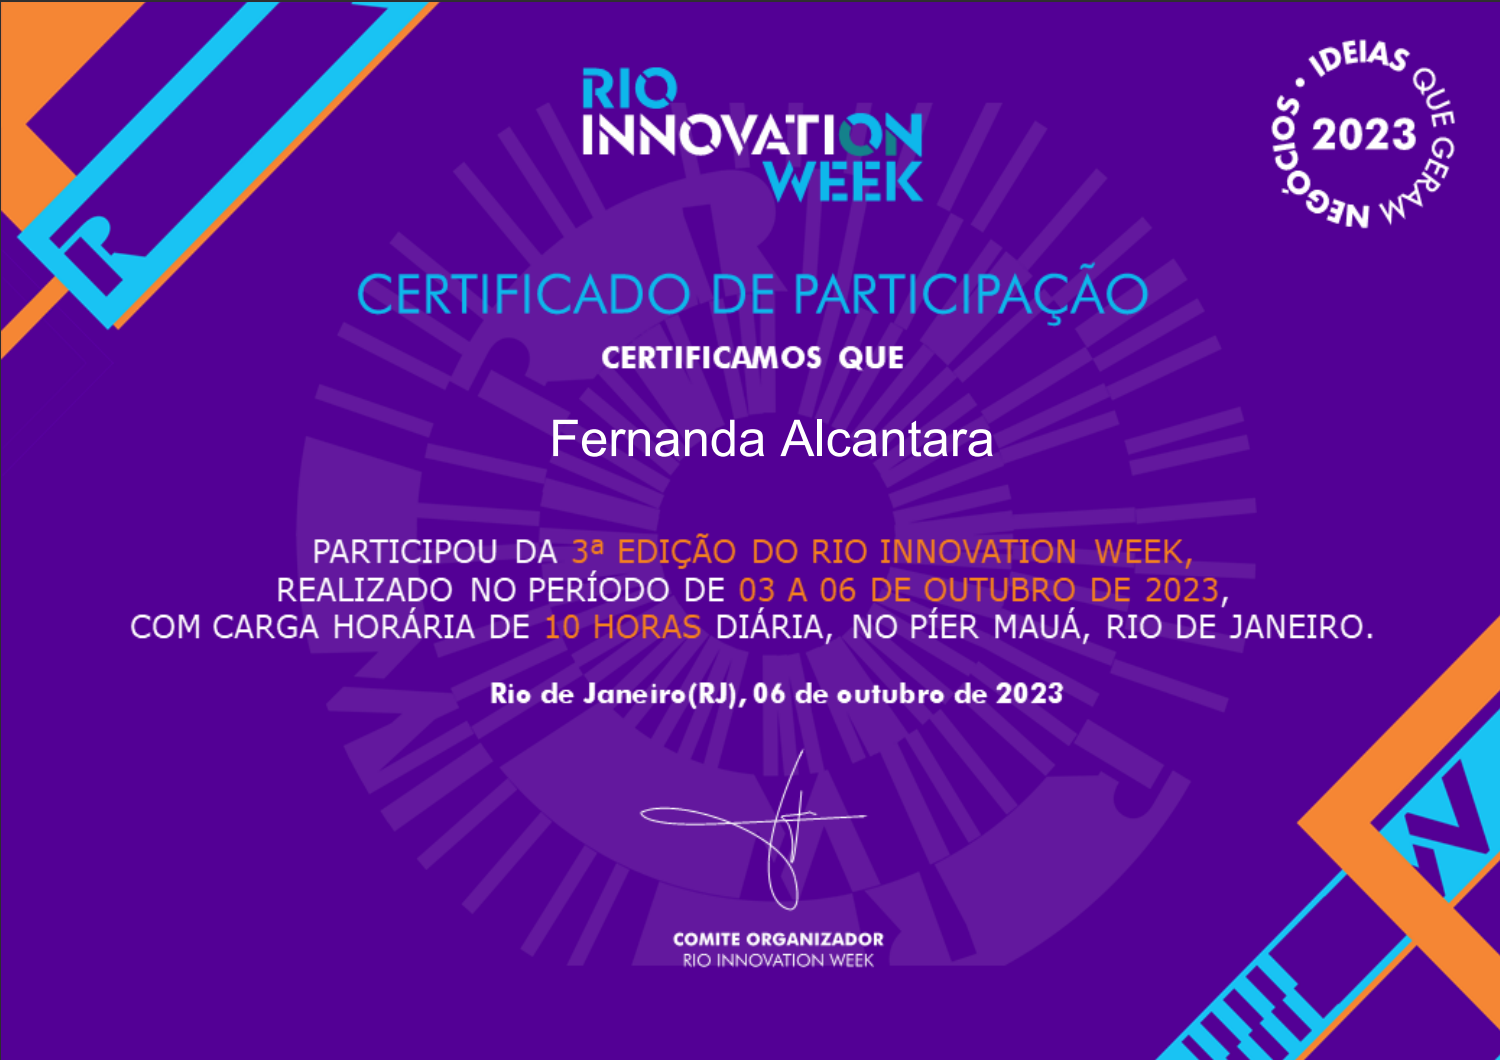 RIO
INNOVATION
WEEK
IDEIAS QUE GERAM NEGÓCIOS •
2023
CERTIFICADO DE PARTICIPAÇÃO
CERTIFICAMOS QUE
Fernanda Alcantara
PARTICIPOU DA 3ª EDIÇÃO DO RIO INNOVATION WEEK,
REALIZADO NO PERÍODO DE 03 A 06 DE OUTUBRO DE 2023,
COM CARGA HORÁRIA DE 10 HORAS DIÁRIA, NO PÍER MAUÁ, RIO DE JANEIRO.
Rio de Janeiro(RJ), 06 de outubro de 2023
COMITE ORGANIZADOR
RIO INNOVATION WEEK